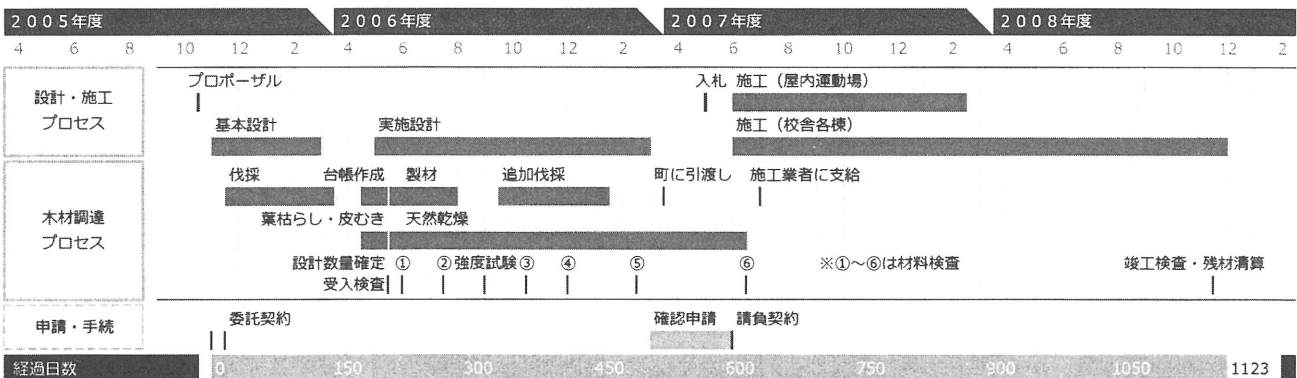 2005年度 2006年度 2007年度 2008年度
4 6 8 10 12 2 4 6 8 10 12 2 4 6 8 10 12 2 4 6 8 10 12 2
設計・施工
プロセス
プロポーザル 入札 施工（屋内運動場）
基本設計 実施設計 施工（校舎各棟）
木材調達
プロセス
伐採 台帳作成 製材 追加伐採 町に引渡し 施工業者に支給
葉枯らし・皮むき 天然乾燥
設計数量確定 ① ② 強度試験 ③ ④ ⑤ ⑥ ※①～⑥は材料検査 竣工検査・残材清算
受入検査
申請・手続
委託契約 確認申請 請負契約
経過日数 0 150 300 450 600 750 900 1050 1123